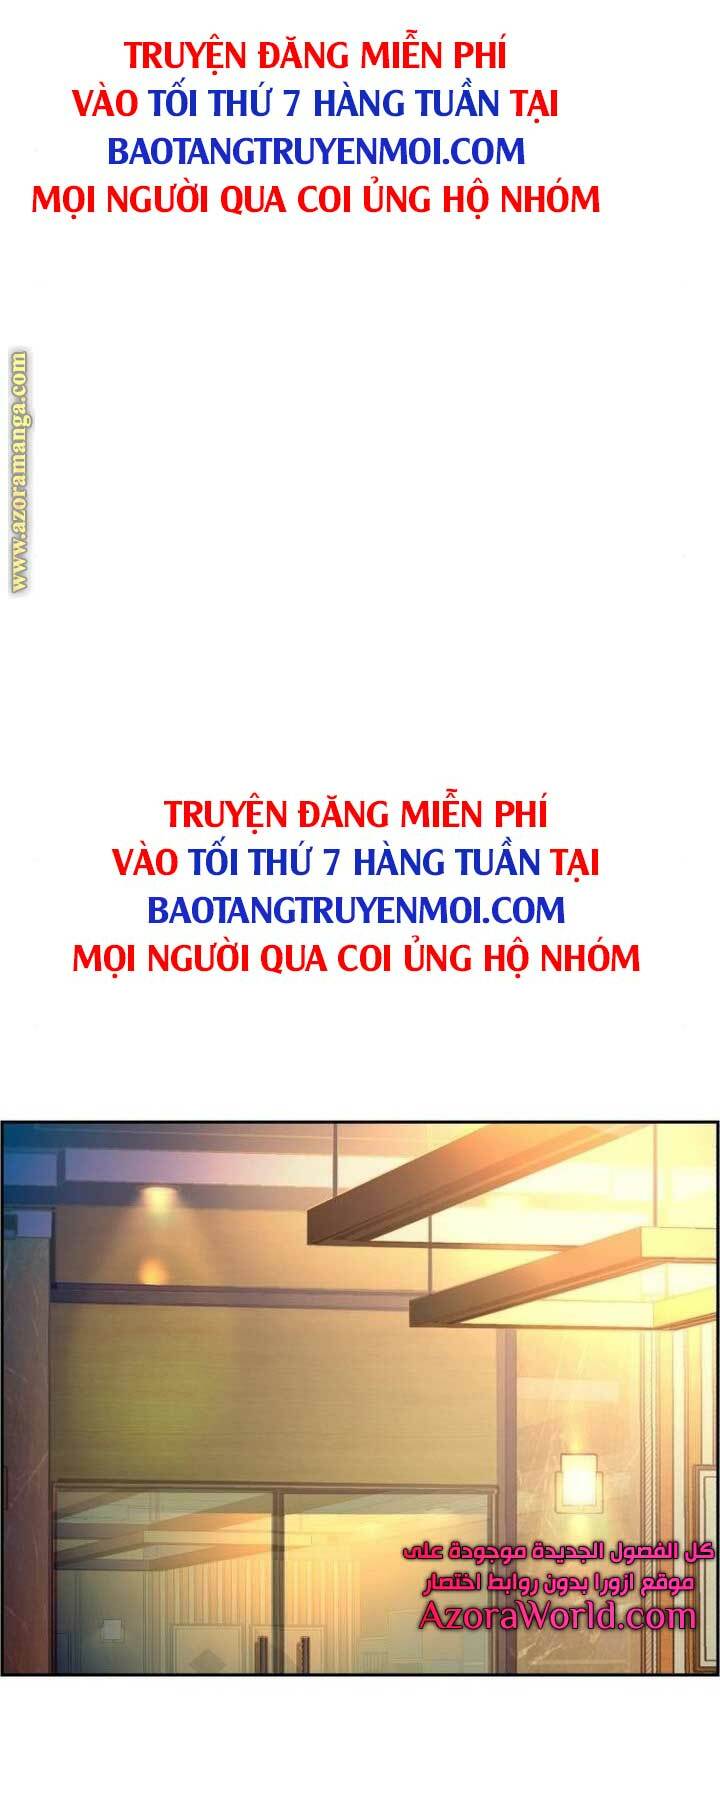 TRUYỆN ĐĂNG MIỄN PHÍ
VÀO TỐI THỨ 7 HÀNG TUẦN TẠI
BAOTANGTRUYENMOI.COM
MỌI NGƯỜI QUA COI ỦNG HỘ NHÓM
www.azoramanga.com
TRUYỆN ĐĂNG MIỄN PHÍ
VÀO TỐI THỨ 7 HÀNG TUẦN TẠI
BAOTANGTRUYENMOI.COM
MỌI NGƯỜI QUA COI ỦNG HỘ NHÓM
كل الفصول الجديدة موجودة على
موقع ازورا بدون روابط اختصار
AzoraWorld.com